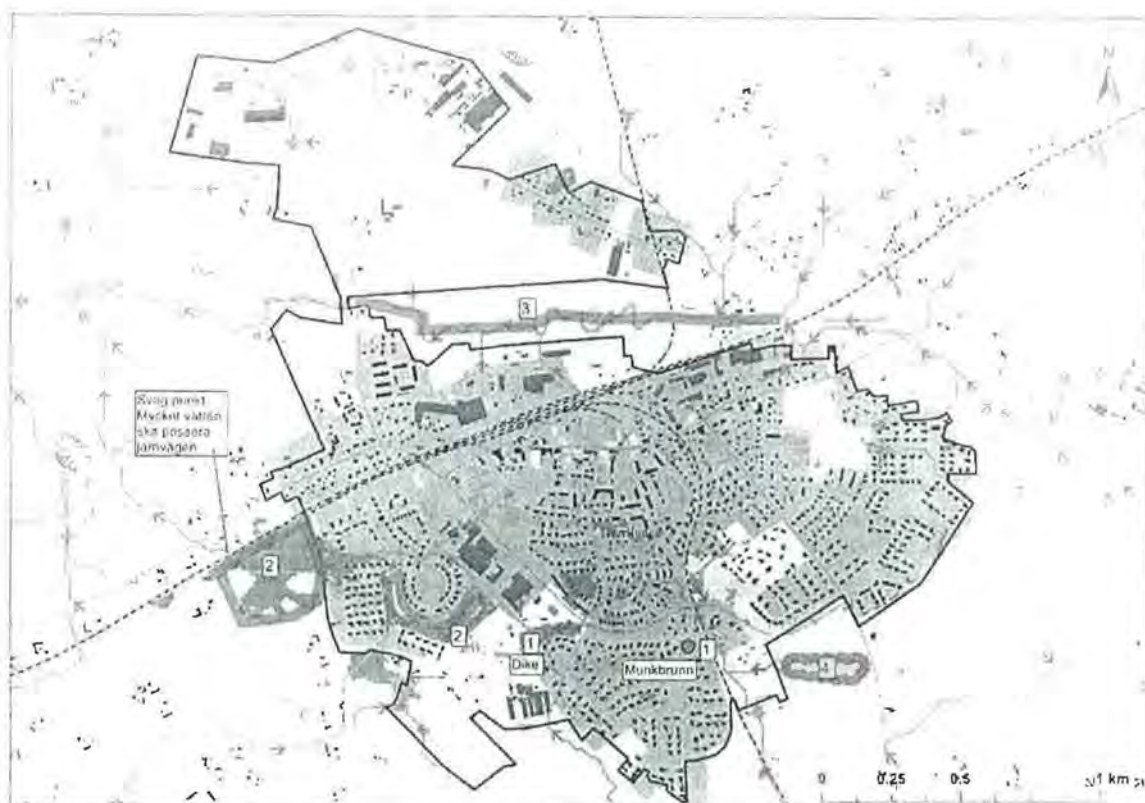 N
3
Svag punkt
Mycket vatten
ska passera
järnvägen
2
2
1
Dike
Munkbrunn
1
4
0
0.25
0.5
1 km